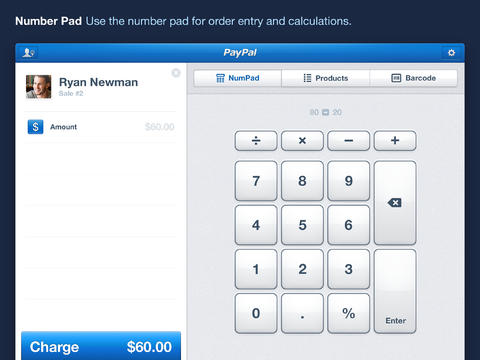 Number Pad Use the number pad for order entry and calculations.
PayPal
Ryan Newman
Sale #2
NumPad
Products
Barcode
$ Amount $60.00
80 − 20
÷ × − +
7 8 9
4 5 6
1 2 3
0 . %
Enter
Charge $60.00